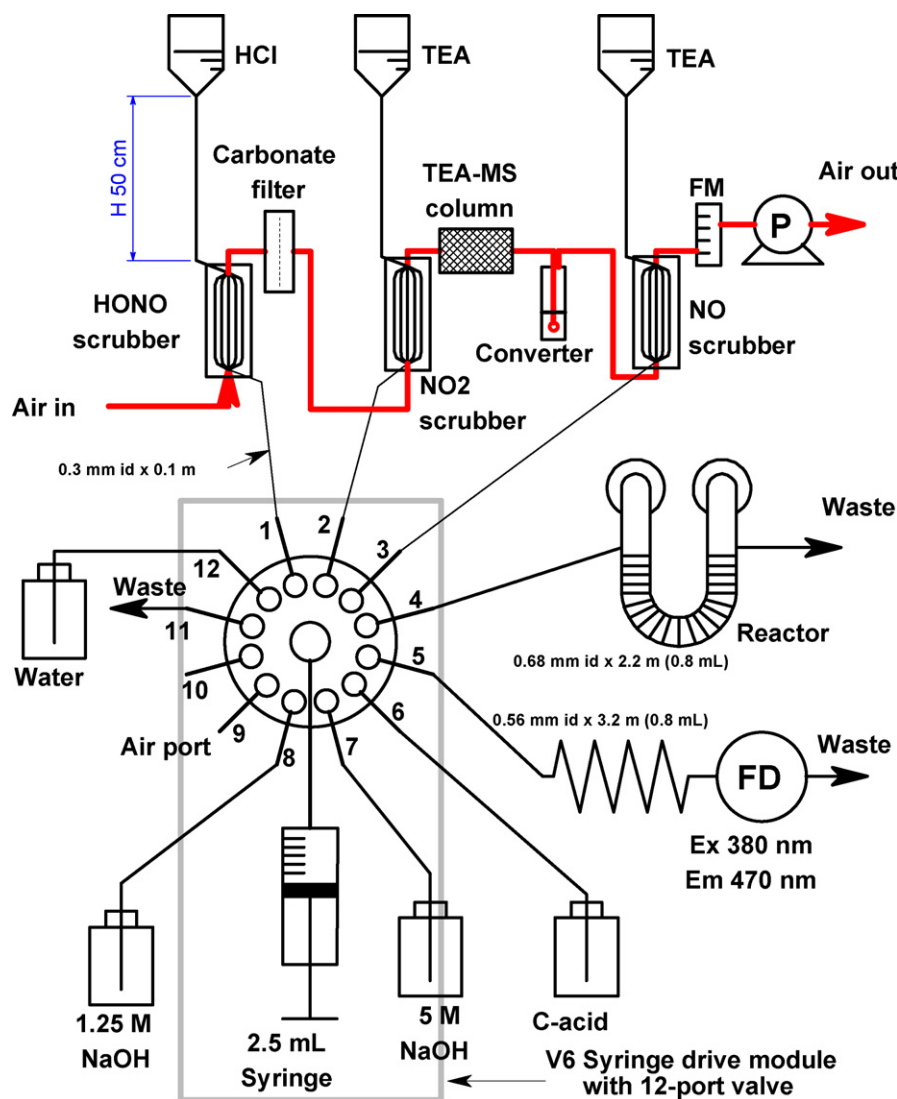 HCl
TEA
TEA
H 50 cm
Carbonate
filter
TEA-MS
column
FM
Air out
P
HONO
scrubber
NO
scrubber
Converter
NO2
scrubber
Air in
0.3 mm id x 0.1 m
1
2
3
4
5
6
7
8
9
10
11
12
Waste
Waste
Water
Reactor
0.68 mm id x 2.2 m (0.8 mL)
0.56 mm id x 3.2 m (0.8 mL)
Air port
Waste
FD
Ex 380 nm
Em 470 nm
1.25 M
NaOH
2.5 mL
Syringe
5 M
NaOH
C-acid
V6 Syringe drive module
with 12-port valve